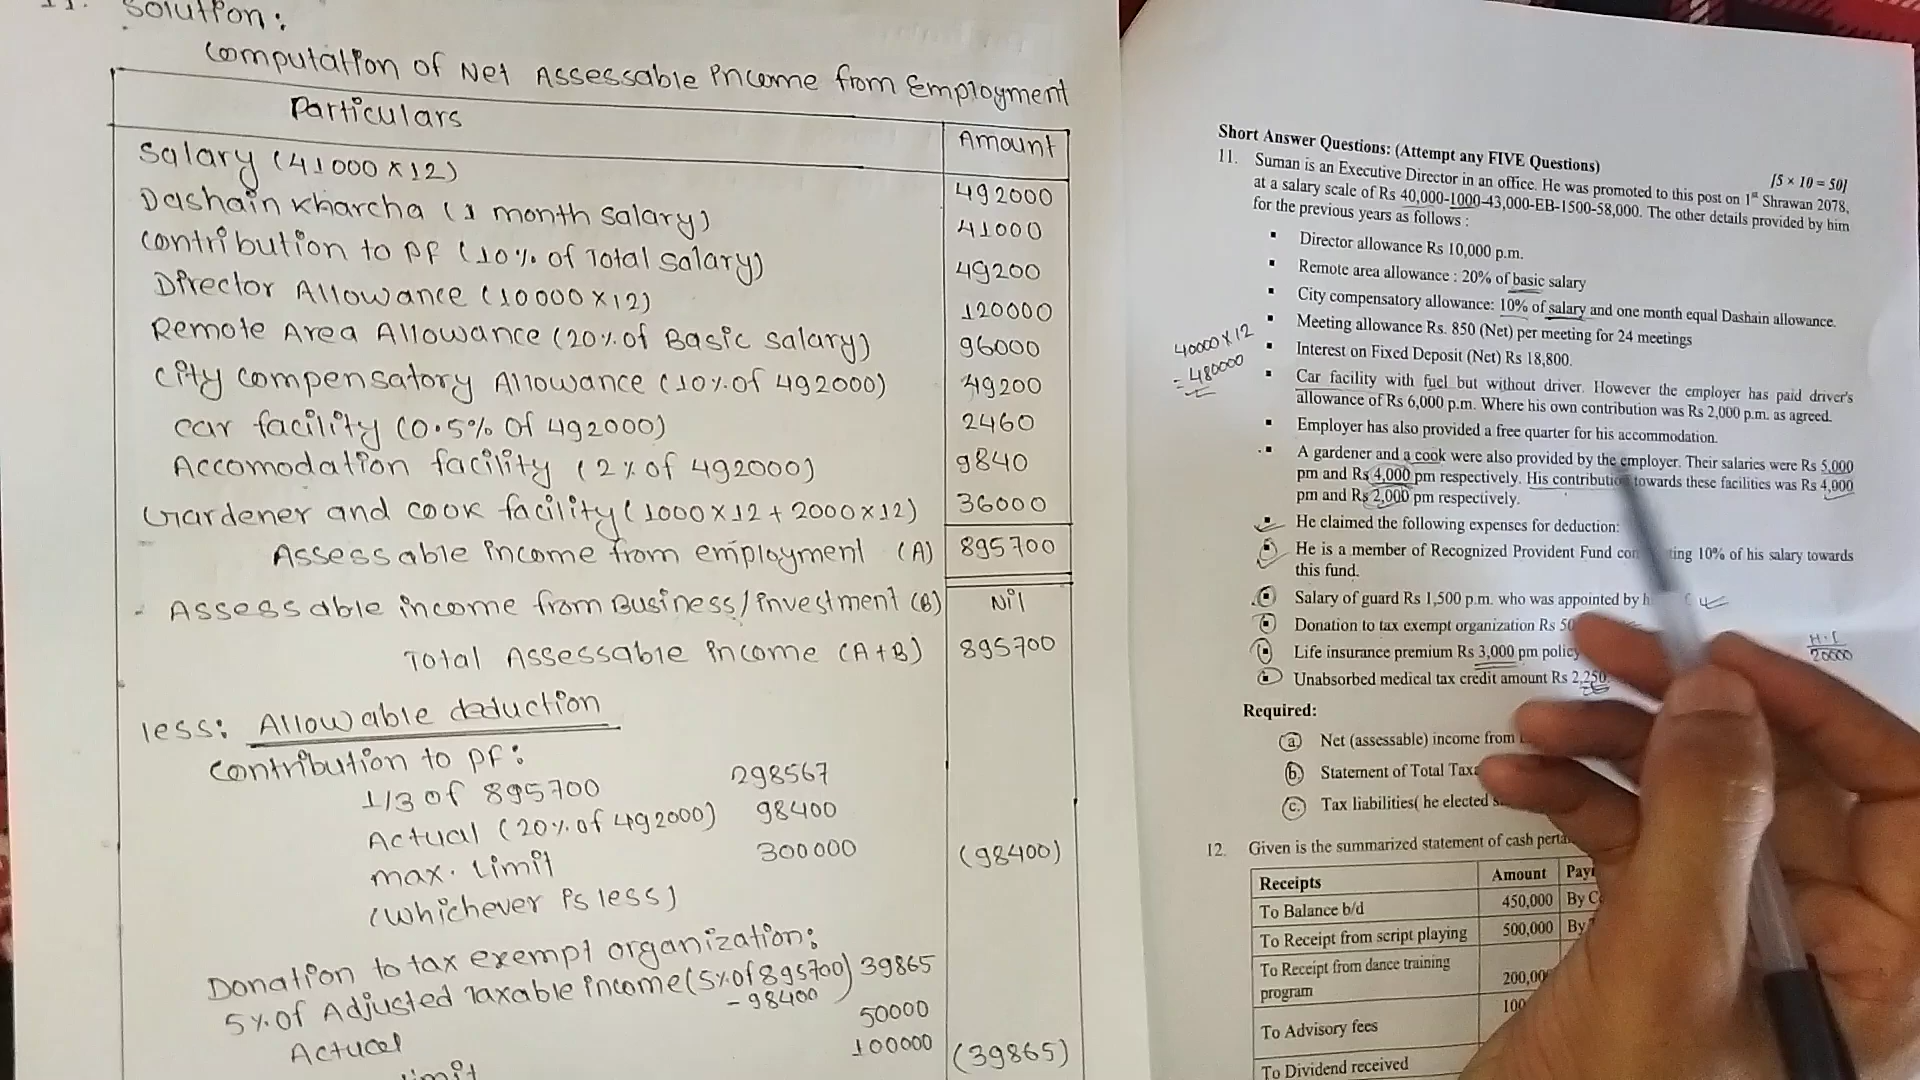 11. Solution:
Computation of Net Assessable Income from Employment
Particulars
Amount
Salary (41000 x 12)
492000
Dashain kharcha (1 month salary)
41000
Contribution to PF (10% of Total salary)
49200
Director Allowance (10000 x 12)
120000
Remote Area Allowance (20% of Basic salary)
96000
City compensatory Allowance (10% of 492000)
49200
Car facility (0.5% of 492000)
2460
Accomodation facility (2% of 492000)
9840
Gardener and cook facility (1000 x 12 + 2000 x 12)
36000
Assessable income from employment (A)
895700
Assessable income from Business/investment (B)
Nil
Total Assessable income (A+B)
895700
less: Allowable deduction
Contribution to PF:
1/3 of 895700
298567
Actual (20% of 492000)
98400
max. limit
300000
(98400)
(whichever is less)
Donation to tax exempt organization:
5% of Adjusted Taxable income (5% of 895700)
39865
- 98400
Actual
50000
limit
100000
(39865)
Short Answer Questions: (Attempt any FIVE Questions)
[5 × 10 = 50]
11. Suman is an Executive Director in an office. He was promoted to this post on 1st Shrawan 2078,
at a salary scale of Rs 40,000-1000-43,000-EB-1500-58,000. The other details provided by him
for the previous years as follows :
▪ Director allowance Rs 10,000 p.m.
▪ Remote area allowance : 20% of basic salary
▪ City compensatory allowance: 10% of salary and one month equal Dashain allowance.
▪ Meeting allowance Rs. 850 (Net) per meeting for 24 meetings
▪ Interest on Fixed Deposit (Net) Rs 18,800.
40000 x 12
= 480000
▪ Car facility with fuel but without driver. However the employer has paid driver's
allowance of Rs 6,000 p.m. Where his own contribution was Rs 2,000 p.m. as agreed.
▪ Employer has also provided a free quarter for his accommodation.
▪ A gardener and a cook were also provided by the employer. Their salaries were Rs 5,000
pm and Rs 4,000 pm respectively. His contribution towards these facilities was Rs 4,000
pm and Rs 2,000 pm respectively.
▪ He claimed the following expenses for deduction:
▪ He is a member of Recognized Provident Fund con ting 10% of his salary towards
this fund.
▪ Salary of guard Rs 1,500 p.m. who was appointed by h
▪ Donation to tax exempt organization Rs 50
▪ Life insurance premium Rs 3,000 pm policy
H.I
20000
▪ Unabsorbed medical tax credit amount Rs 2,250.
Required:
a. Net (assessable) income from
b. Statement of Total Taxa
c. Tax liabilities( he elected s
12. Given is the summarized statement of cash perta
Receipts
Amount
Pay
To Balance b/d
450,000
By C
To Receipt from script playing
500,000
By
To Receipt from dance training
program
200,00
To Advisory fees
100
To Dividend received